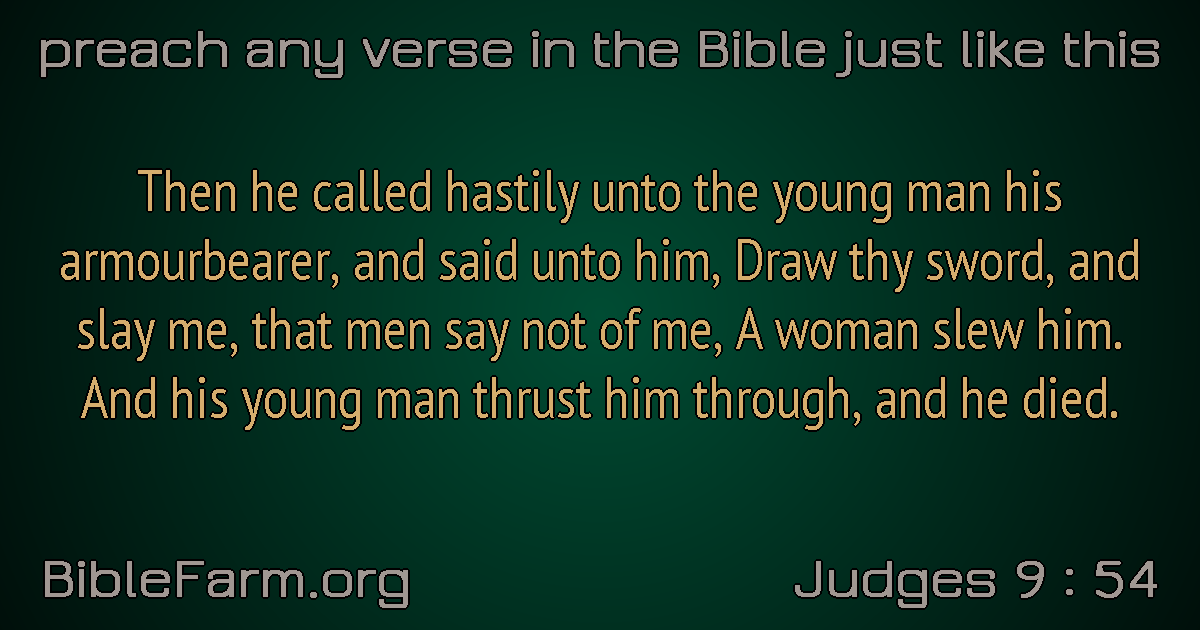 preach any verse in the Bible just like this
Then he called hastily unto the young man his
armourbearer, and said unto him, Draw thy sword, and
slay me, that men say not of me, A woman slew him.
And his young man thrust him through, and he died.
BibleFarm.org
Judges 9 : 54